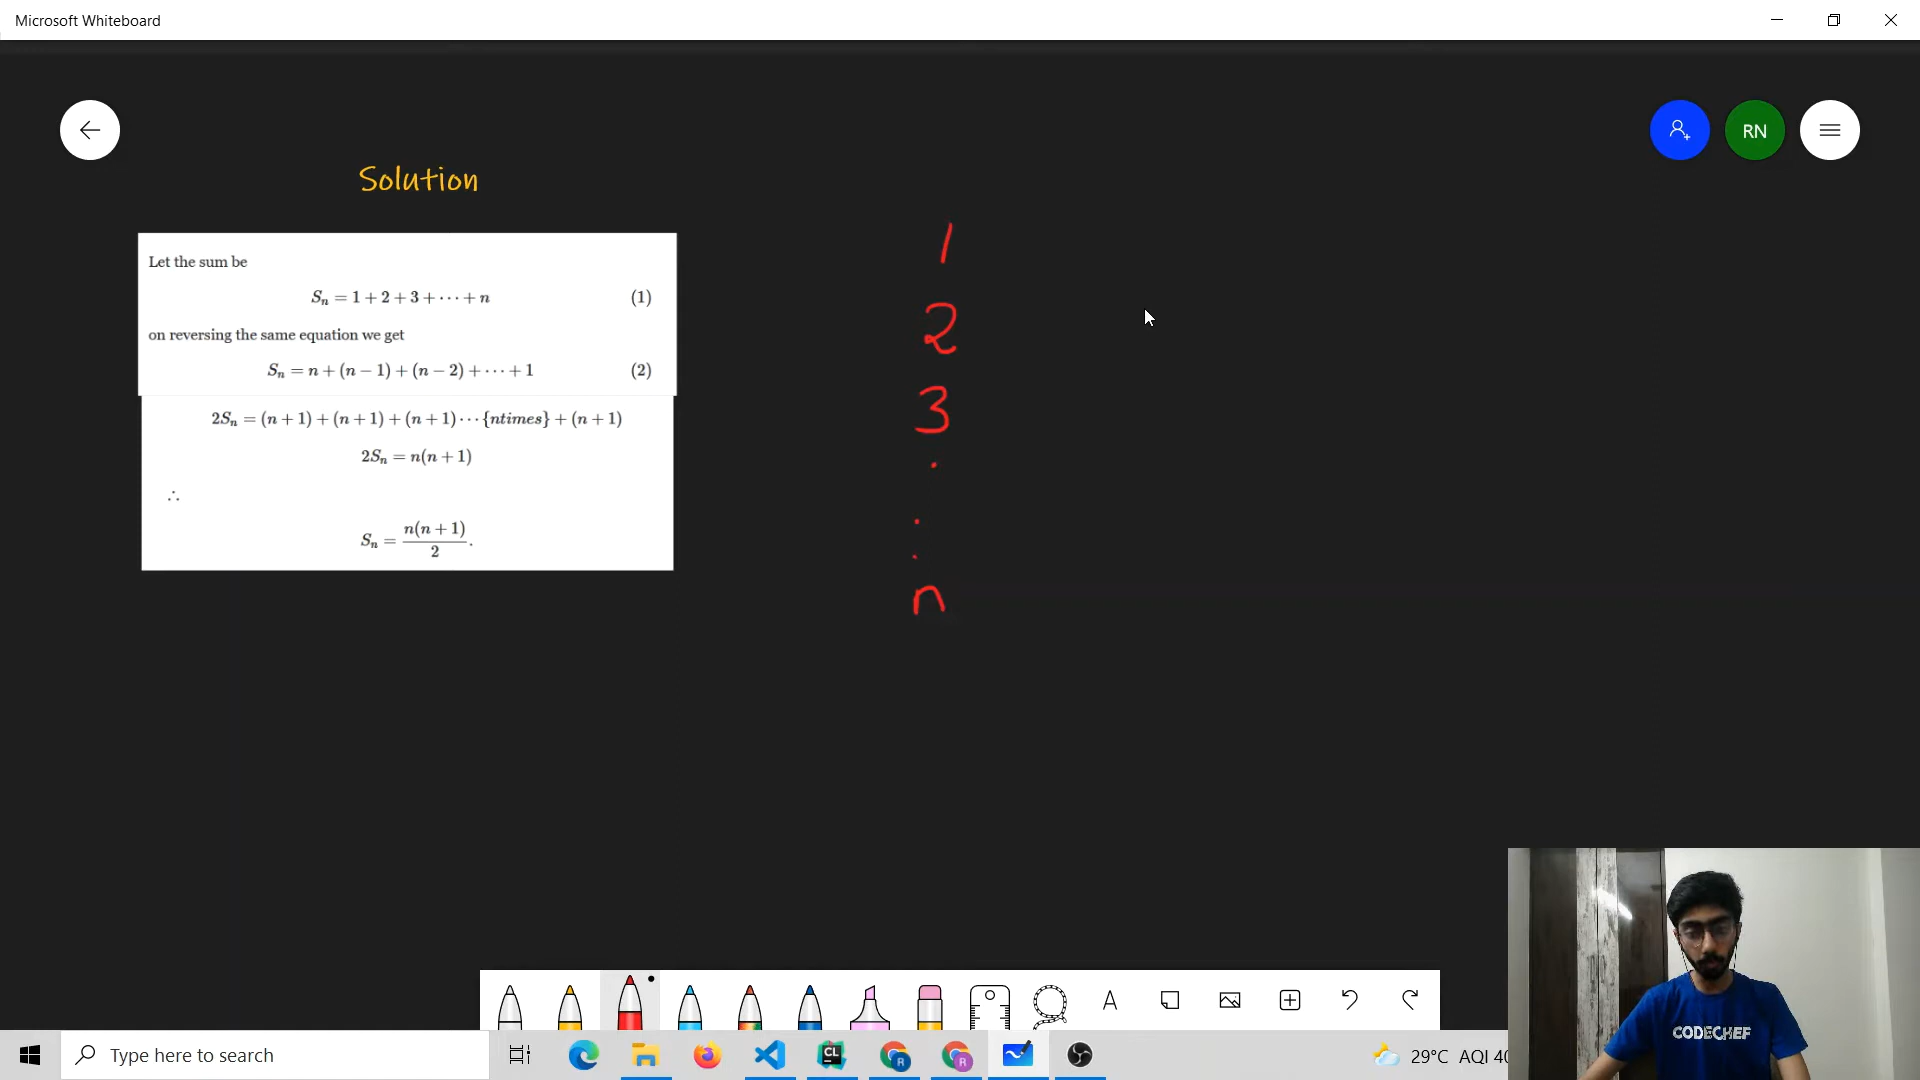 Microsoft Whiteboard
RN
Solution
Let the sum be
Sₙ = 1 + 2 + 3 + ⋯ + n (1)
on reversing the same equation we get
Sₙ = n + (n − 1) + (n − 2) + ⋯ + 1 (2)
2Sₙ = (n + 1) + (n + 1) + (n + 1) ⋯ {ntimes} + (n + 1)
2Sₙ = n(n + 1)
∴
Sₙ = n(n + 1)/2.
1
2
3
.
.
.
n
A
CODECHEF
Type here to search
CL
R
R
29°C AQI 40